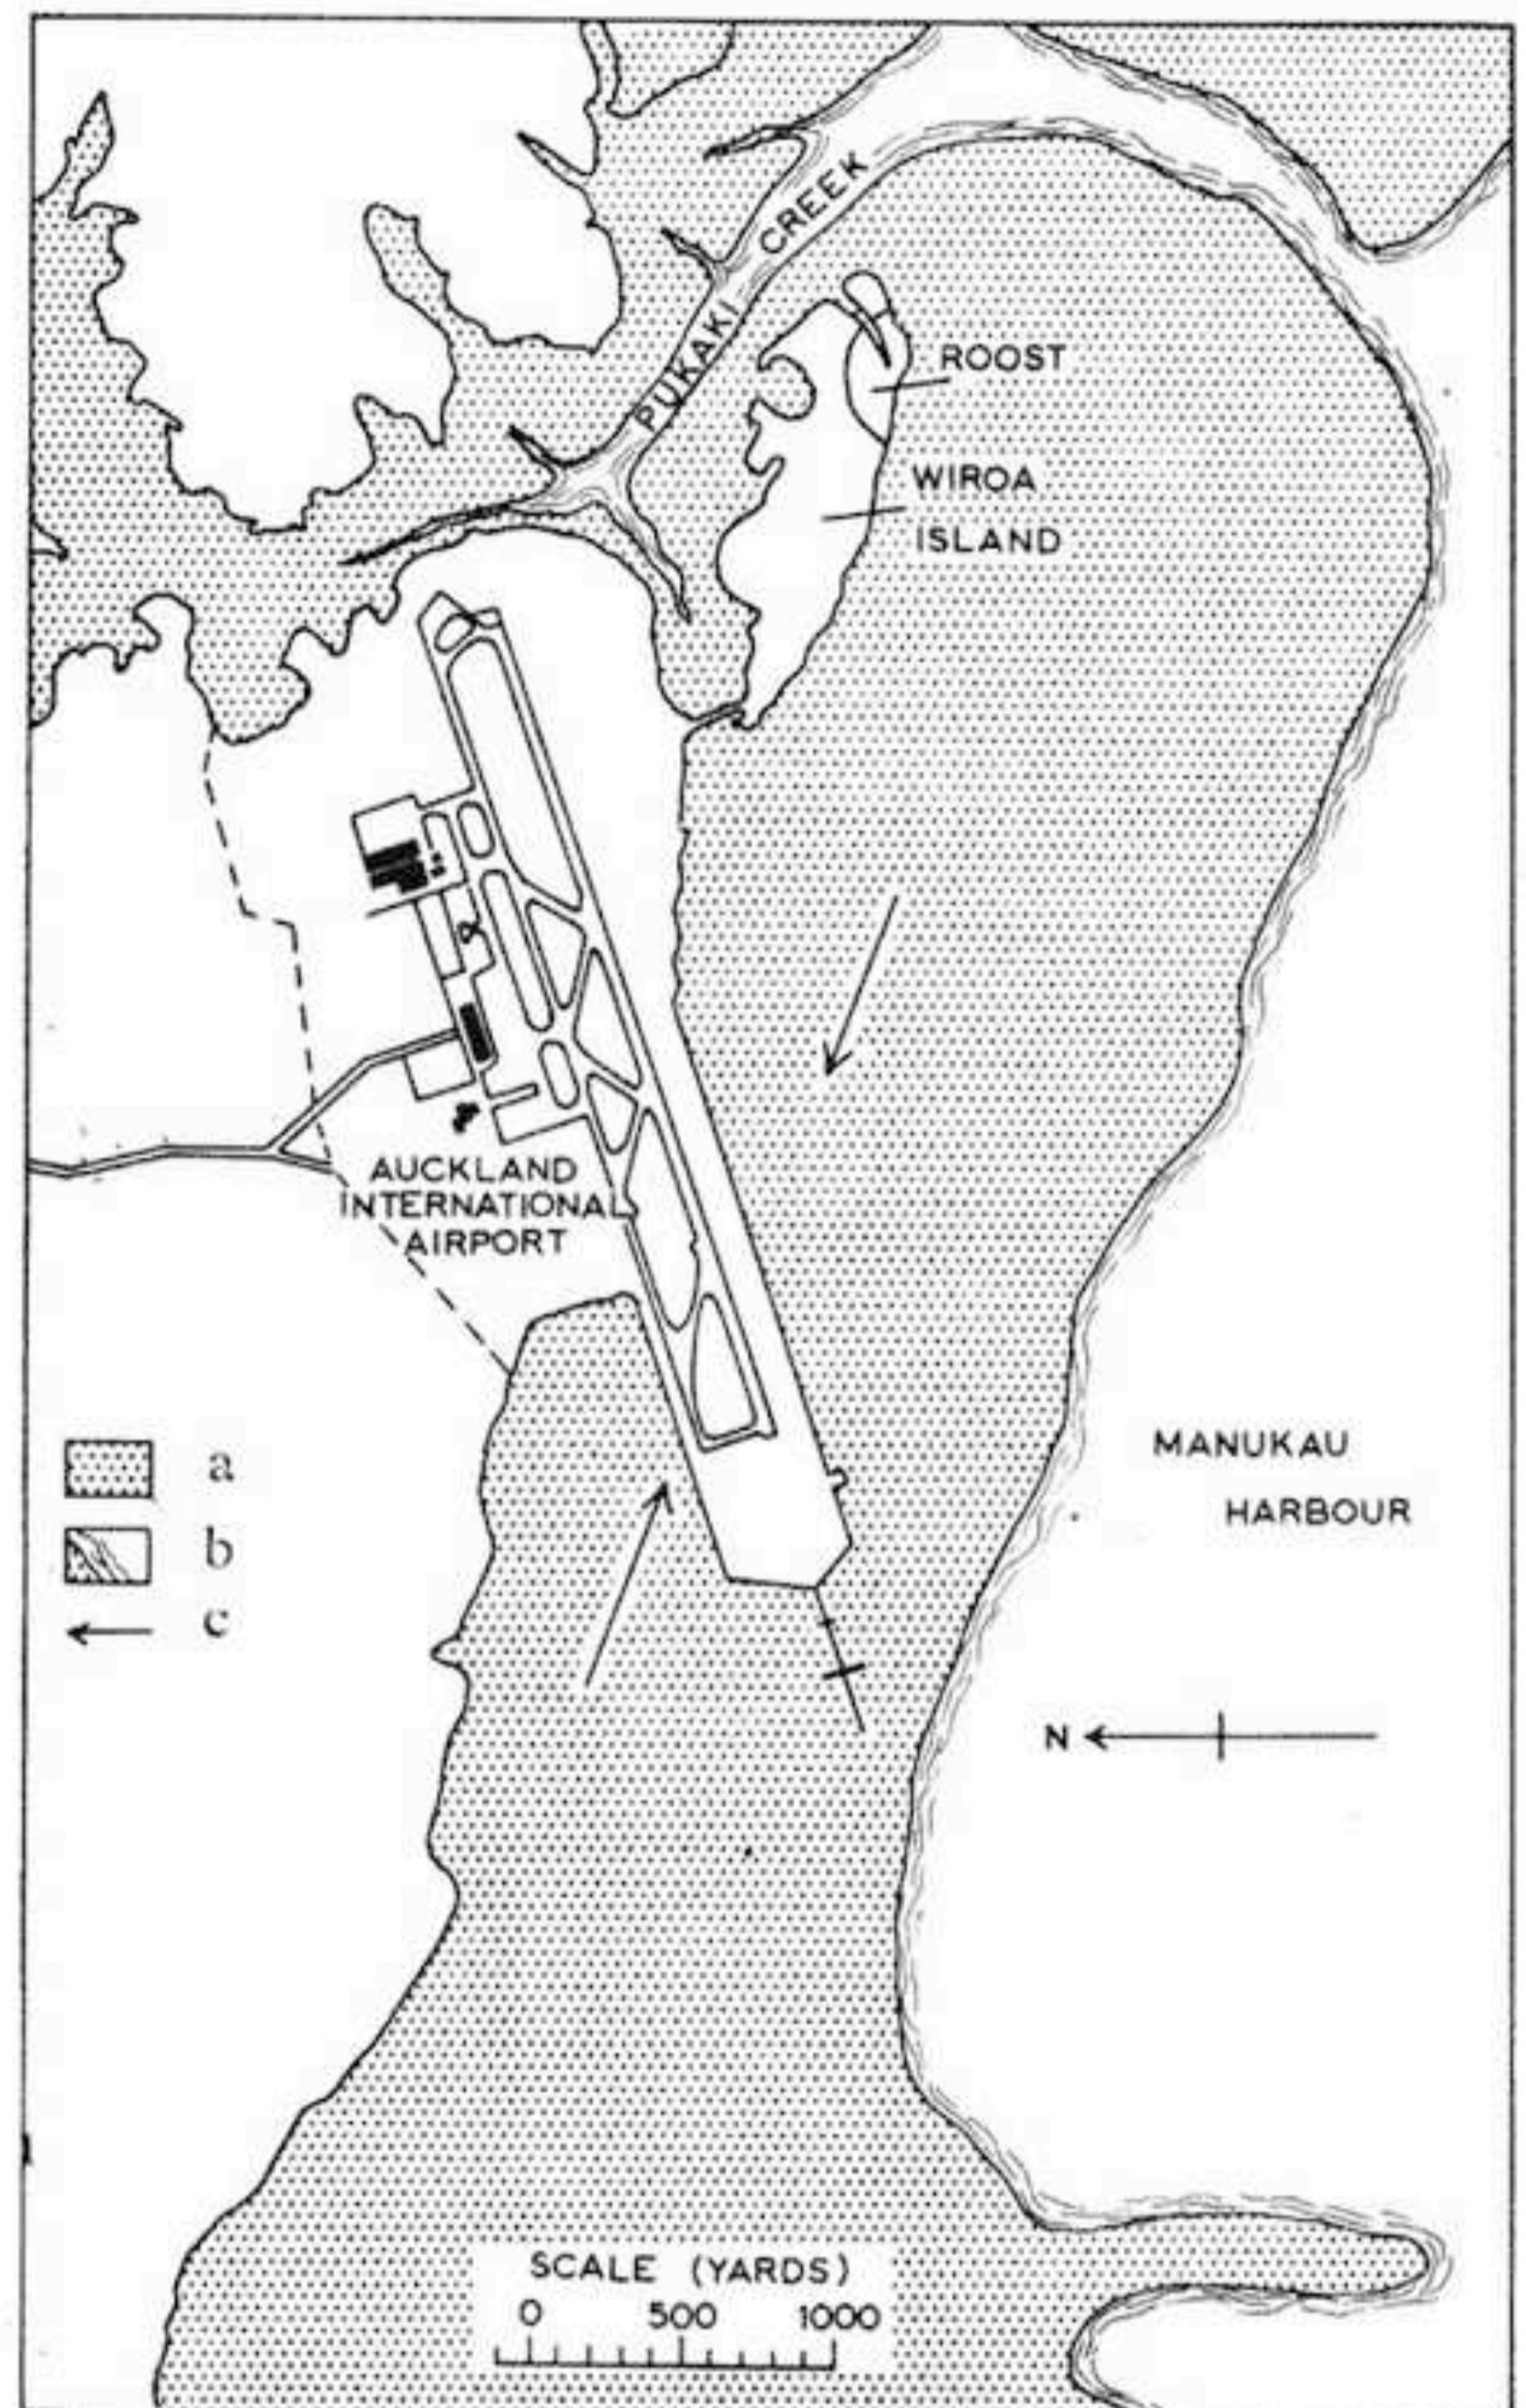 PUKAKI CREEK
ROOST
WIROA
ISLAND
AUCKLAND
INTERNATIONAL
AIRPORT
a
b
c
MANUKAU
HARBOUR
N
SCALE (YARDS)
0 500 1000